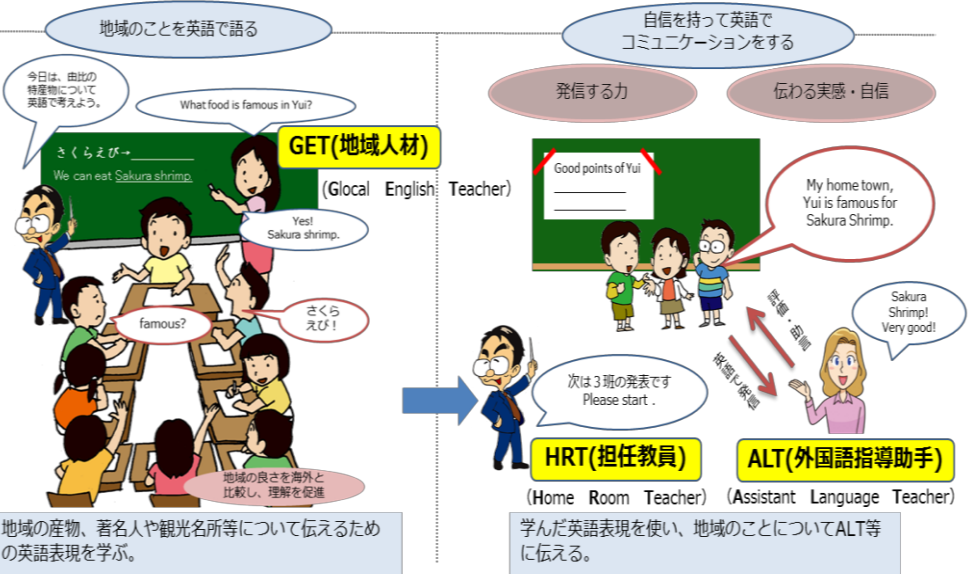 地域のことを英語で語る
今日は、由比の
特産物について
英語で考えよう。
What food is famous in Yui?
GET(地域人材)
(Glocal English Teacher)
さくらえび→________
We can eat Sakura shrimp.
Yes!
Sakura shrimp.
famous?
さくら
えび！
地域の良さを海外と
比較し、理解を促進
地域の産物、著名人や観光名所等について伝えるため
の英語表現を学ぶ。
自信を持って英語で
コミュニケーションをする
発信する力
伝わる実感・自信
Good points of Yui
My home town,
Yui is famous for
Sakura Shrimp.
評価・助言
英語で発信
Sakura
Shrimp!
Very good!
次は３班の発表です
Please start．
HRT(担任教員)
(Home Room Teacher)
ALT(外国語指導助手)
(Assistant Language Teacher)
学んだ英語表現を使い、地域のことについてALT等
に伝える。